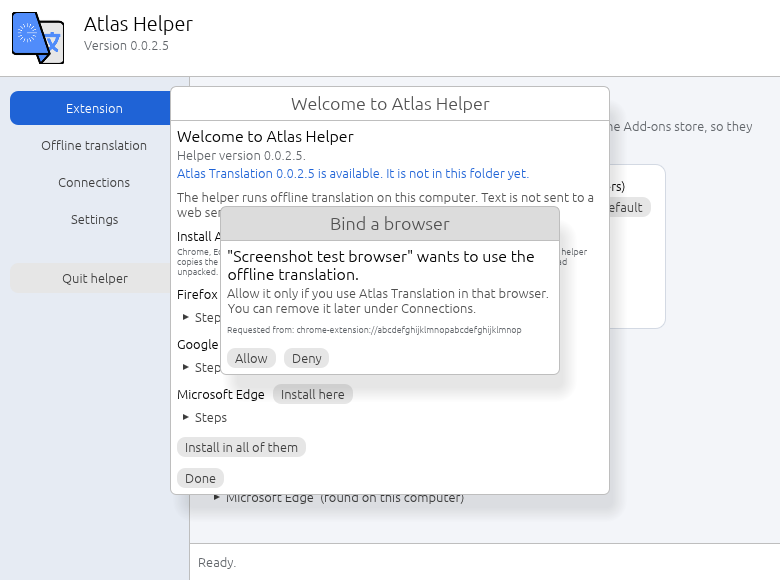 Atlas Helper
Version 0.0.2.5
Extension
Offline translation
Connections
Settings
Quit helper
Welcome to Atlas Helper
Welcome to Atlas Helper
Helper version 0.0.2.5.
Atlas Translation 0.0.2.5 is available. It is not in this folder yet.
The helper runs offline translation on this computer. Text is not sent to a
web
Install
Chrome,
helper
copies the
unpacked.
Firefox
Google
Microsoft Edge
Install here
Steps
Install in all of them
Done
Bind a browser
"Screenshot test browser" wants to use the
offline translation.
Allow it only if you use Atlas Translation in that browser.
You can remove it later under Connections.
Requested from: chrome-extension://abcdefghijklmnopabcdefghijklmnop
Allow
Deny
Add-ons store, so they
Microsoft Edge (found on this computer)
Ready.